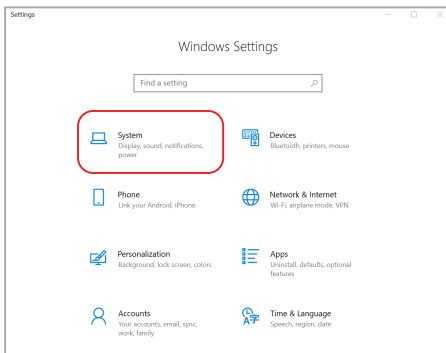 Settings
Windows Settings
Find a setting
System
Display, sound, notifications,
power
Devices
Bluetooth, printers, mouse
Phone
Link your Android, iPhone
Network & Internet
Wi-Fi, airplane mode, VPN
Personalization
Background, lock screen, colors
Apps
Uninstall, defaults, optional
features
Accounts
Your accounts, email, sync,
work, family
Time & Language
Speech, region, date